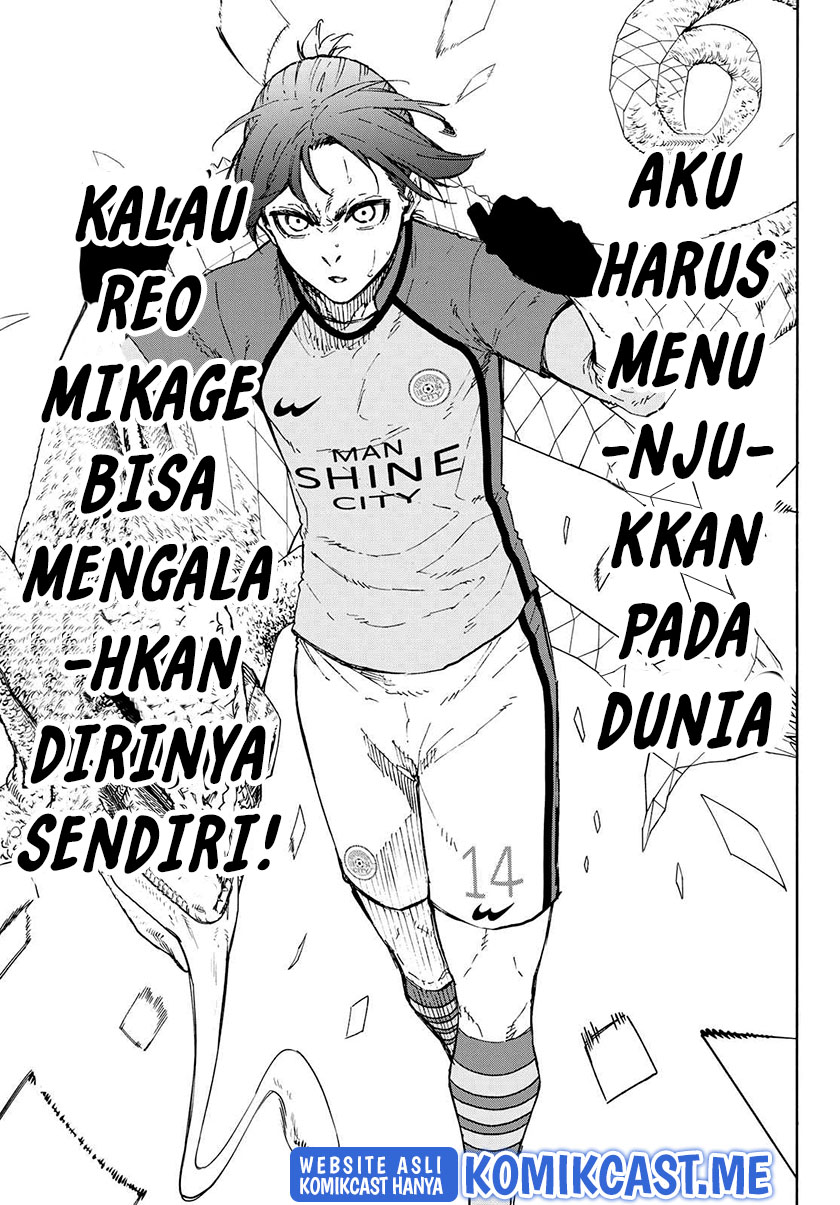 AKU
HARUS
MENU
-NJU-
KKAN
PADA
DUNIA
KALAU
REO
MIKAGE
BISA
MENGALA
-HKAN
DIRINYA
SENDIRI!
MAN
SHINE
CITY
14
WEBSITE ASLI
KOMIKCAST HANYA
KOMIKCAST.ME